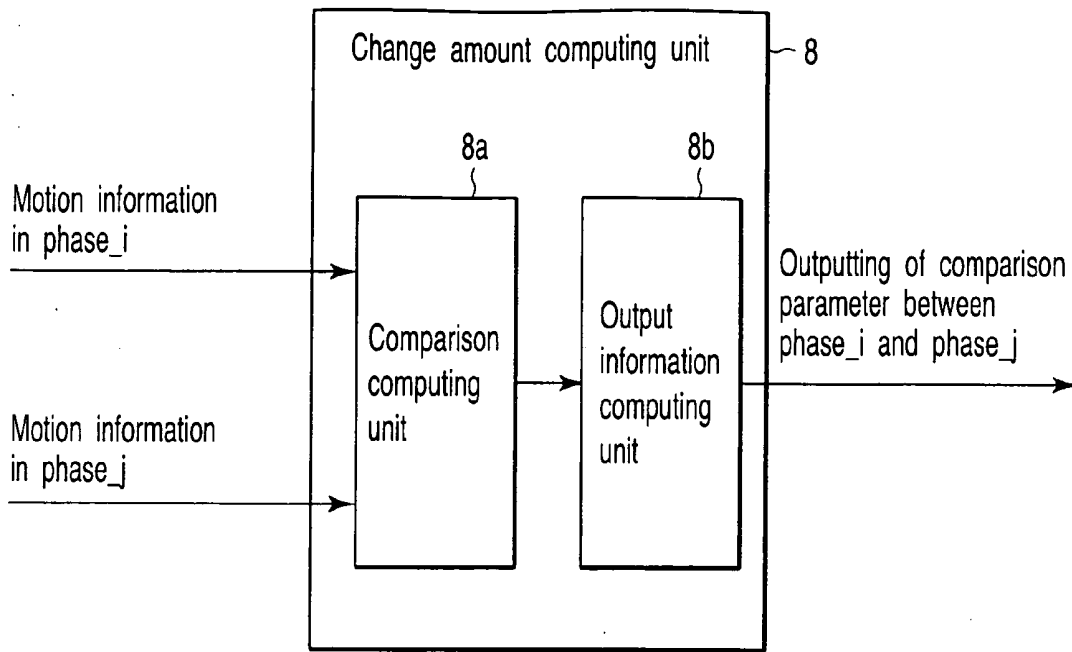 Change amount computing unit
8
8a
8b
Motion information
in phase_i
Motion information
in phase_j
Comparison
computing
unit
Output
information
computing
unit
Outputting of comparison
parameter between
phase_i and phase_j